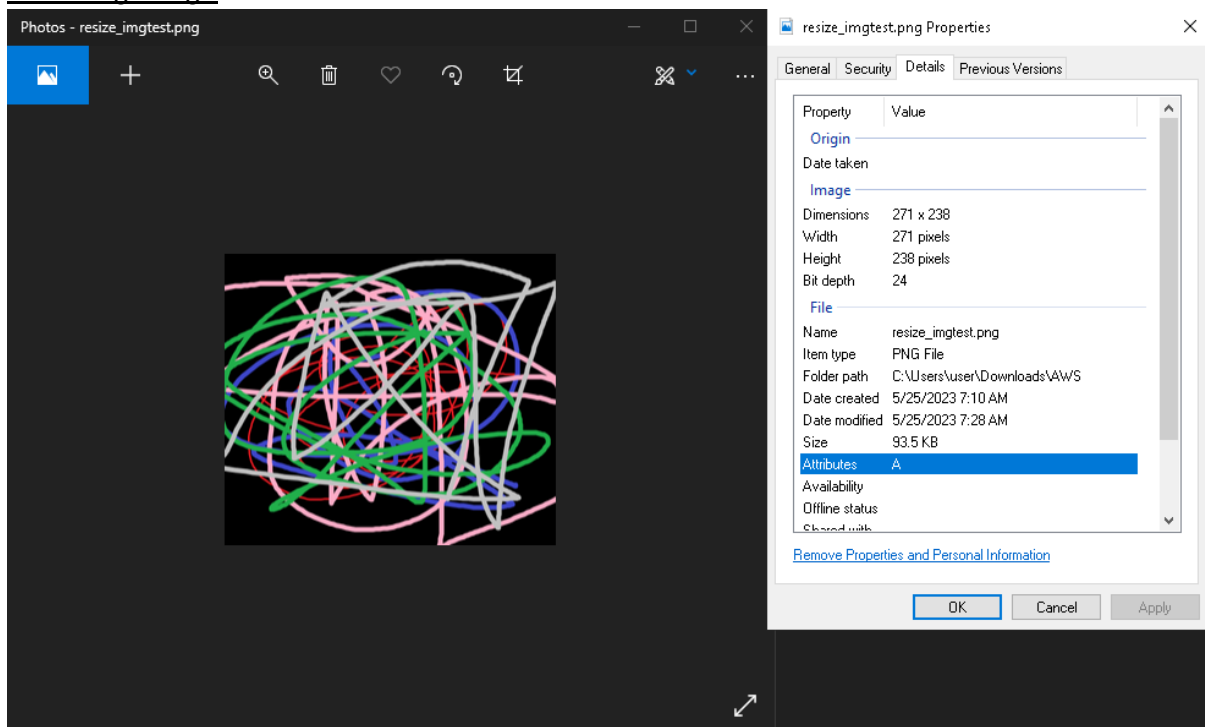 Photos - resize_imgtest.png
resize_imgtest.png Properties
General Security Details Previous Versions
Property Value
Origin
Date taken
Image
Dimensions 271 x 238
Width 271 pixels
Height 238 pixels
Bit depth 24
File
Name resize_imgtest.png
Item type PNG File
Folder path C:\Users\user\Downloads\AWS
Date created 5/25/2023 7:10 AM
Date modified 5/25/2023 7:28 AM
Size 93.5 KB
Attributes A
Availability
Offline status
Shared with
Remove Properties and Personal Information
OK Cancel Apply